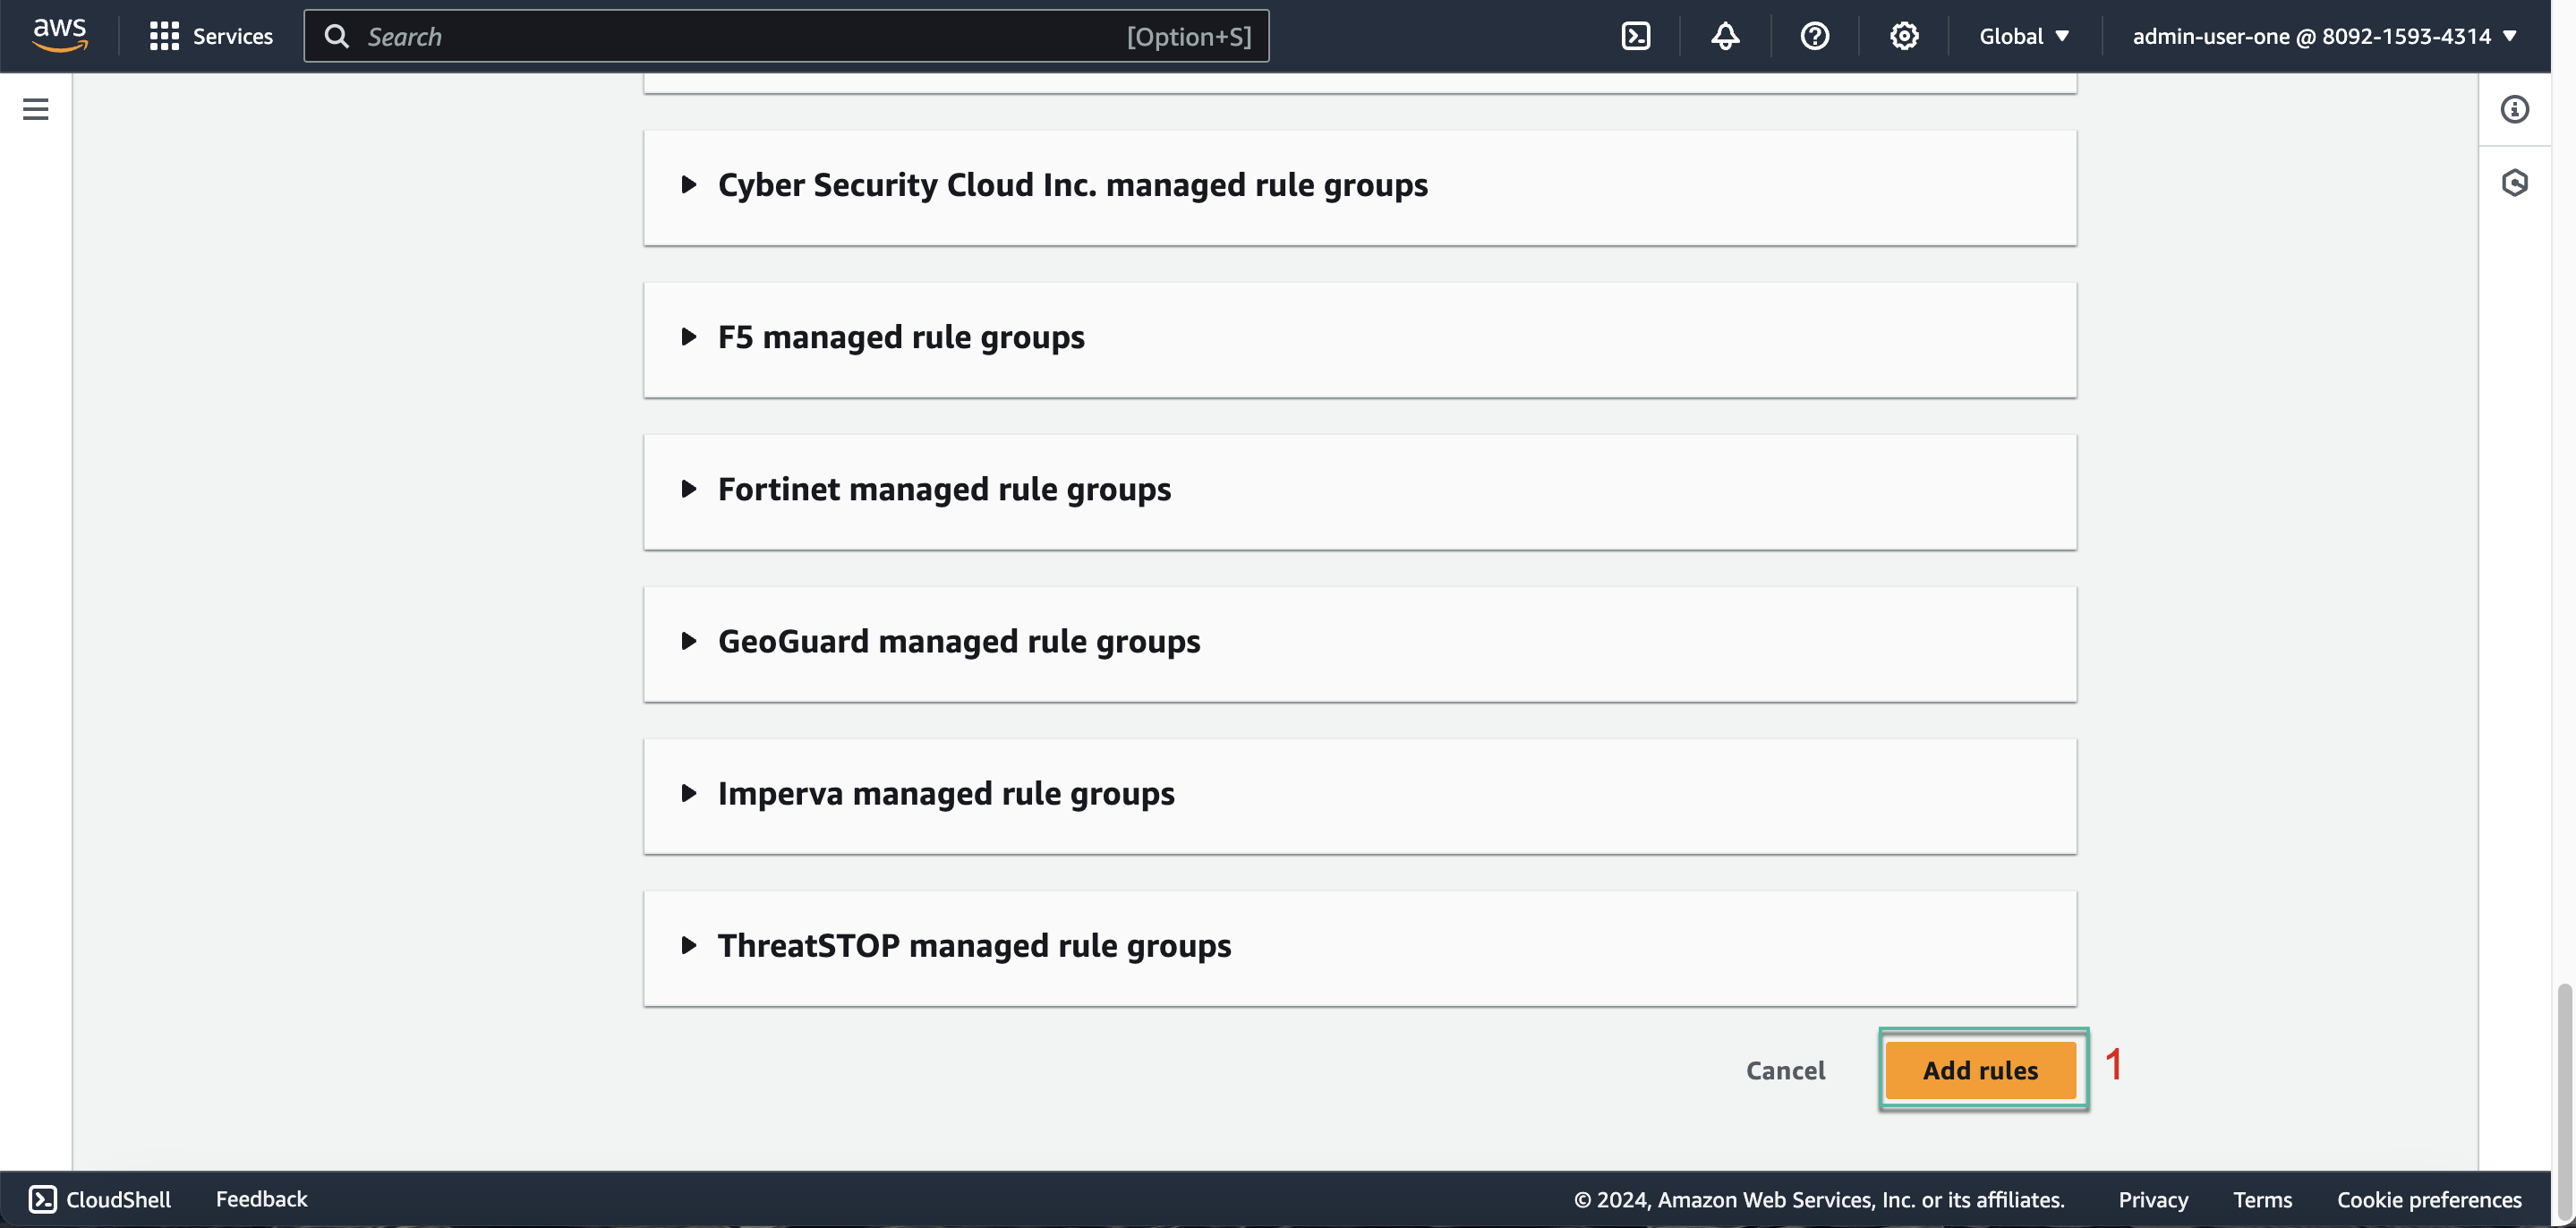 aws
Services
Search
[Option+S]
Global
admin-user-one @ 8092-1593-4314
Cyber Security Cloud Inc. managed rule groups
F5 managed rule groups
Fortinet managed rule groups
GeoGuard managed rule groups
Imperva managed rule groups
ThreatSTOP managed rule groups
Cancel
Add rules
1
CloudShell
Feedback
© 2024, Amazon Web Services, Inc. or its affiliates.
Privacy
Terms
Cookie preferences